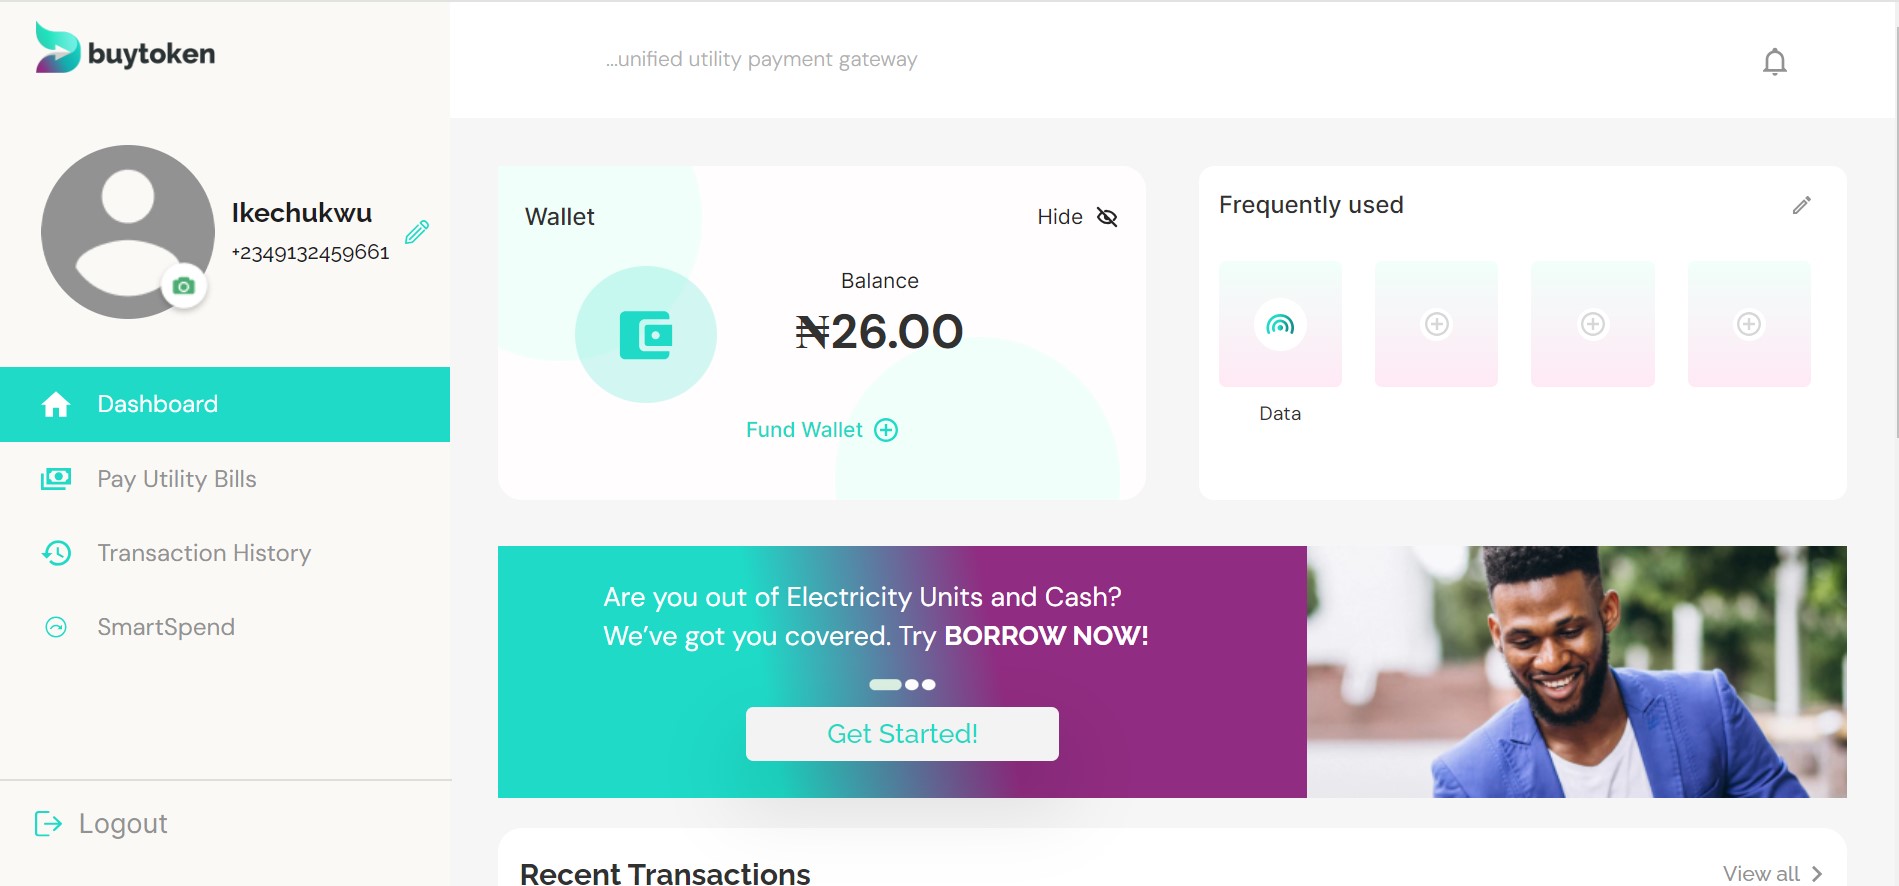 buytoken
...unified utility payment gateway
Ikechukwu
+2349132459661
Dashboard
Pay Utility Bills
Transaction History
SmartSpend
Logout
Wallet
Hide
Balance
₦26.00
Fund Wallet
Frequently used
Data
Are you out of Electricity Units and Cash?
We’ve got you covered. Try BORROW NOW!
Get Started!
Recent Transactions
View all